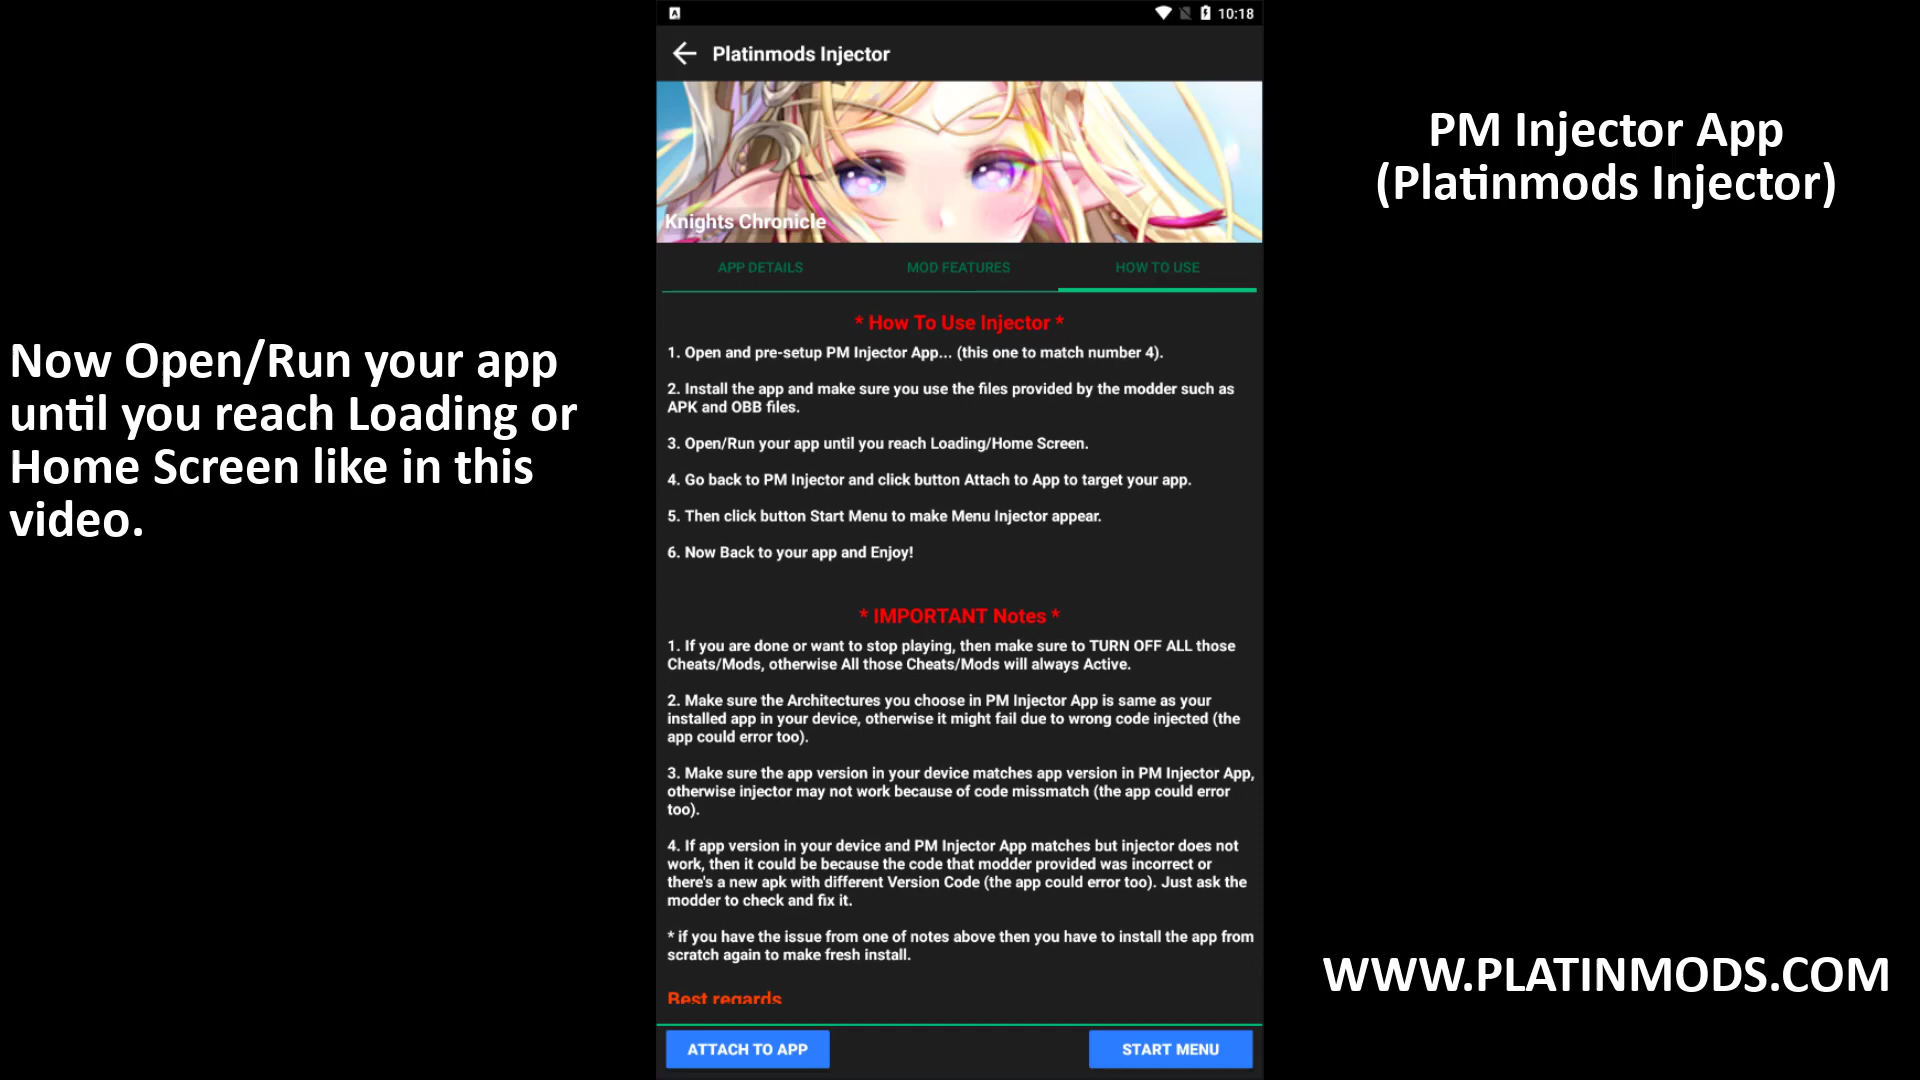 10:18
Platinmods Injector
Knights Chronicle
APP DETAILS
MOD FEATURES
HOW TO USE
* How To Use Injector *
1. Open and pre-setup PM Injector App... (this one to match number 4).
2. Install the app and make sure you use the files provided by the modder such as
APK and OBB files.
3. Open/Run your app until you reach Loading/Home Screen.
4. Go back to PM Injector and click button Attach to App to target your app.
5. Then click button Start Menu to make Menu Injector appear.
6. Now Back to your app and Enjoy!
* IMPORTANT Notes *
1. If you are done or want to stop playing, then make sure to TURN OFF ALL those
Cheats/Mods, otherwise All those Cheats/Mods will always Active.
2. Make sure the Architectures you choose in PM Injector App is same as your
installed app in your device, otherwise it might fail due to wrong code injected (the
app could error too).
3. Make sure the app version in your device matches app version in PM Injector App,
otherwise injector may not work because of code missmatch (the app could error
too).
4. If app version in your device and PM Injector App matches but injector does not
work, then it could be because the code that modder provided was incorrect or
there's a new apk with different Version Code (the app could error too). Just ask the
modder to check and fix it.
* if you have the issue from one of notes above then you have to install the app from
scratch again to make fresh install.
Best regards
ATTACH TO APP
START MENU
Now Open/Run your app
until you reach Loading or
Home Screen like in this
video.
PM Injector App
(Platinmods Injector)
WWW.PLATINMODS.COM